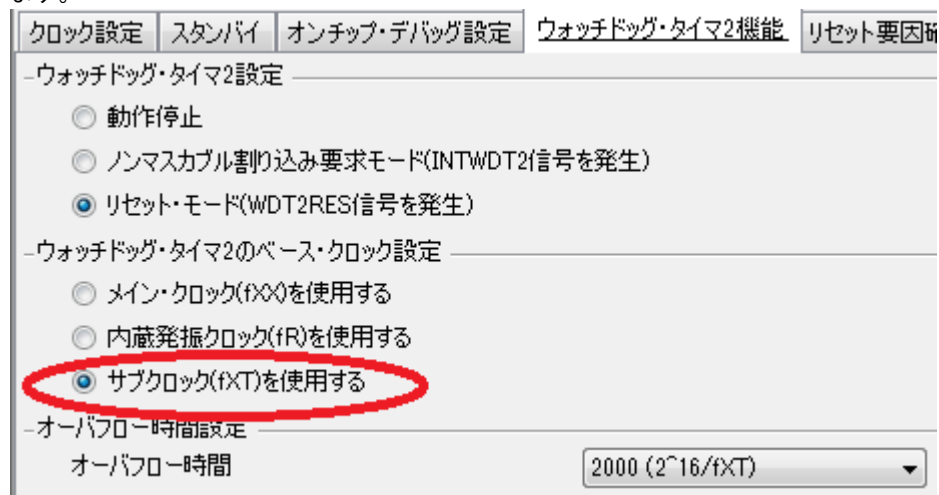 ます。
クロック設定 スタンバイ オンチップ・デバッグ設定 ウォッチドッグ・タイマ2機能 リセット要因
ウォッチドッグ・タイマ2設定
動作停止
ノンマスカブル割り込み要求モード(INTWDT2信号を発生)
リセット・モード(WDT2RES信号を発生)
ウォッチドッグ・タイマ2のベース・クロック設定
メイン・クロック(fXX)を使用する
内蔵発振クロック(fR)を使用する
サブクロック(fXT)を使用する
オーバフロー時間設定
オーバフロー時間 2000 (2^16/fXT)